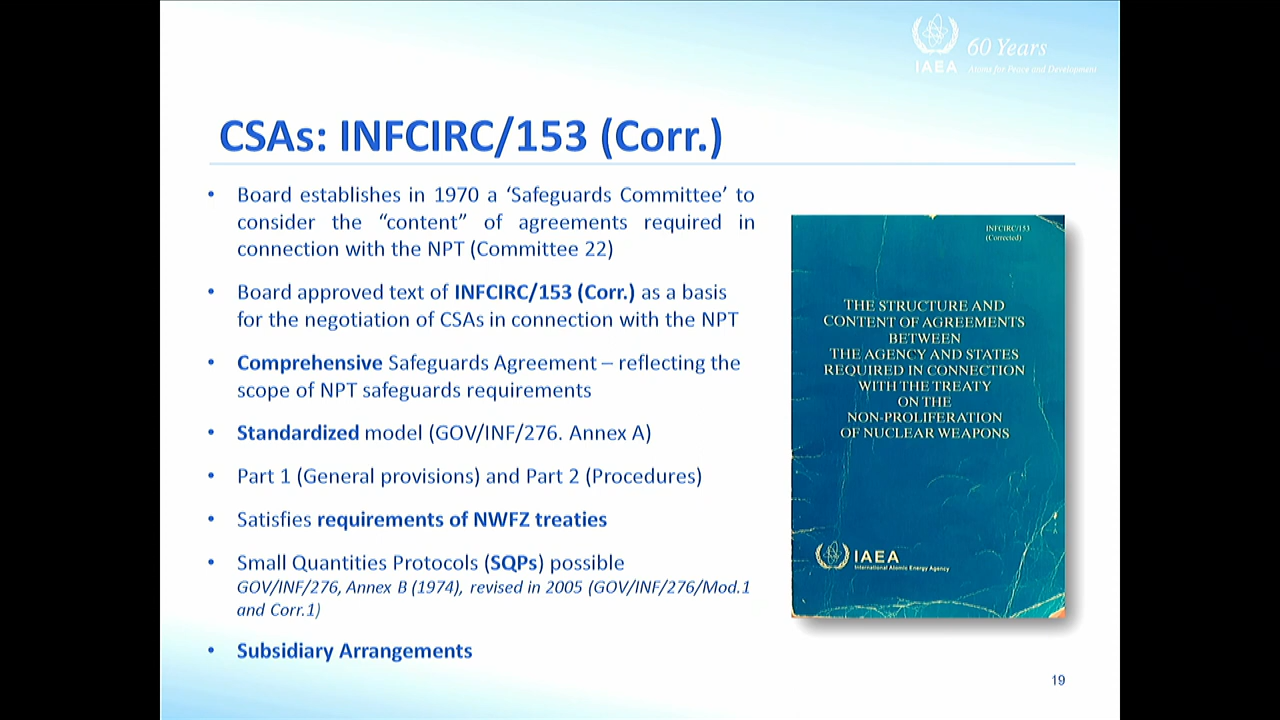 60 Years
IAEA Atoms for Peace and Development
CSAs: INFCIRC/153 (Corr.)
• Board establishes in 1970 a ‘Safeguards Committee’ to
consider the “content” of agreements required in
connection with the NPT (Committee 22)
• Board approved text of INFCIRC/153 (Corr.) as a basis
for the negotiation of CSAs in connection with the NPT
• Comprehensive Safeguards Agreement – reflecting the
scope of NPT safeguards requirements
• Standardized model (GOV/INF/276. Annex A)
• Part 1 (General provisions) and Part 2 (Procedures)
• Satisfies requirements of NWFZ treaties
• Small Quantities Protocols (SQPs) possible
GOV/INF/276, Annex B (1974), revised in 2005 (GOV/INF/276/Mod.1
and Corr.1)
• Subsidiary Arrangements
INFCIRC/153
(Corrected)
THE STRUCTURE AND
CONTENT OF AGREEMENTS
BETWEEN
THE AGENCY AND STATES
REQUIRED IN CONNECTION
WITH THE TREATY
ON THE
NON-PROLIFERATION
OF NUCLEAR WEAPONS
IAEA
International Atomic Energy Agency
19